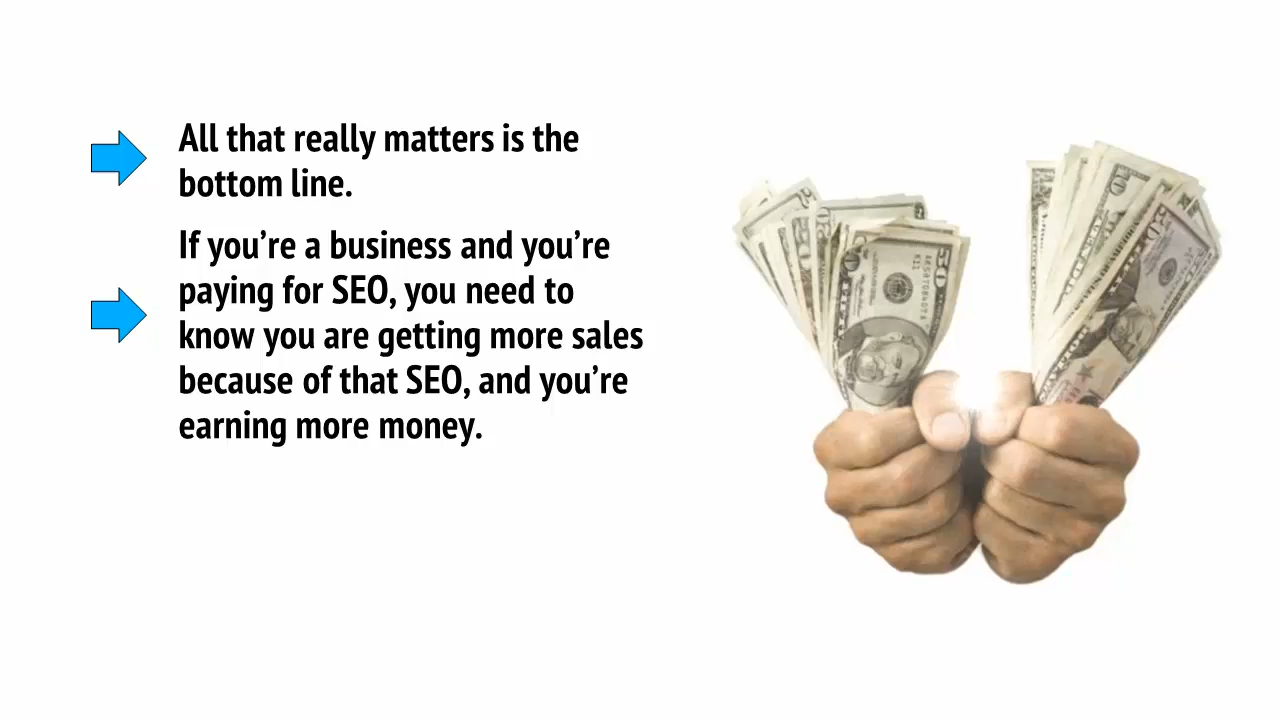 All that really matters is the
bottom line.
If you're a business and you're
paying for SEO, you need to
know you are getting more sales
because of that SEO, and you're
earning more money.